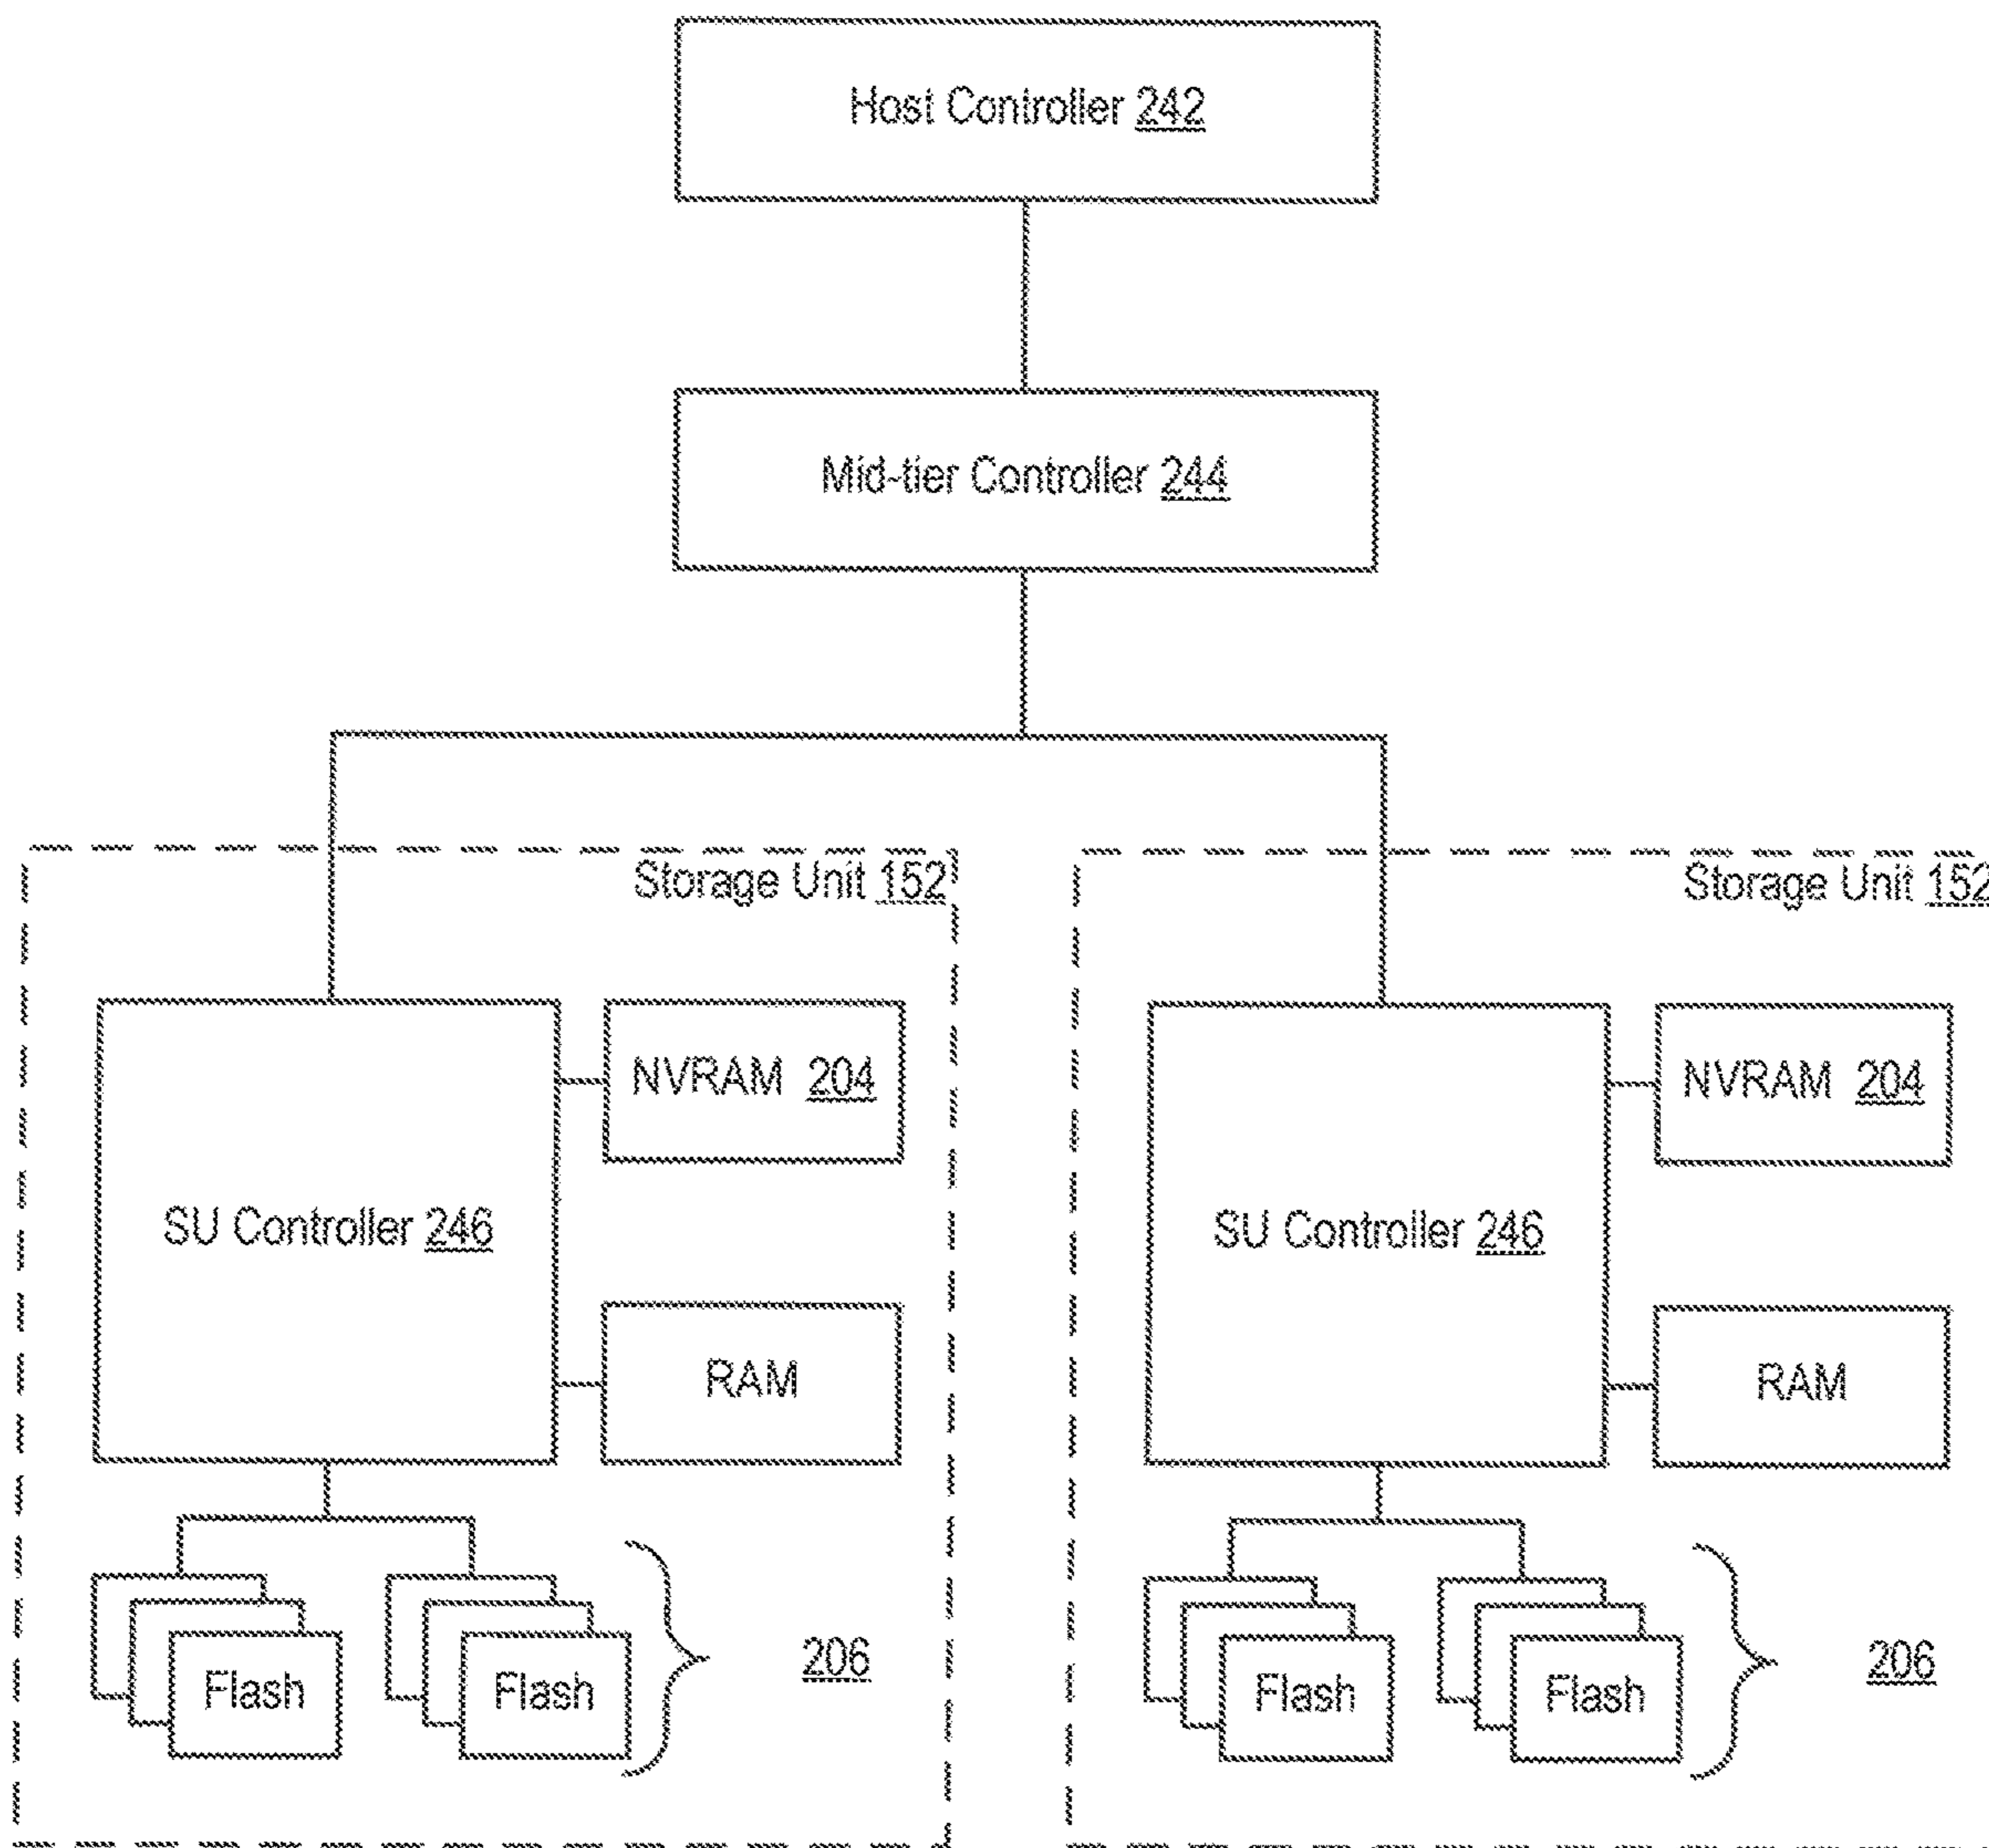 Host Controller 242
Mid-tier Controller 244
Storage Unit 152
NVRAM 204
SU Controller 246
RAM
Flash
Flash
206
Storage Unit 152
NVRAM 204
SU Controller 246
RAM
Flash
Flash
206